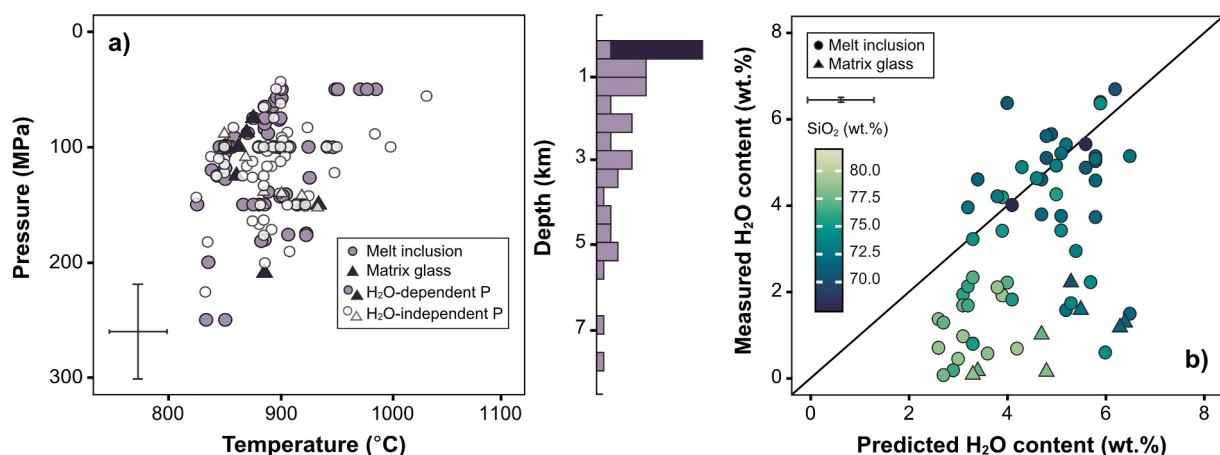 a)
0
100
200
300
Pressure (MPa)
800
900
1000
1100
Temperature (°C)
Melt inclusion
Matrix glass
H₂O-dependent P
H₂O-independent P
Depth (km)
1
3
5
7
Measured H₂O content (wt.%)
8
6
4
2
0
Melt inclusion
Matrix glass
SiO₂ (wt.%)
80.0
77.5
75.0
72.5
70.0
b)
0
2
4
6
8
Predicted H₂O content (wt.%)